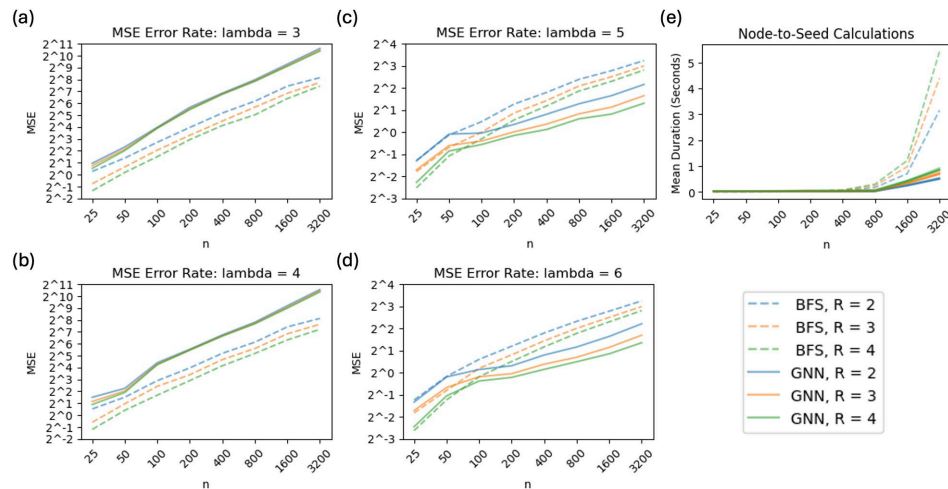 (a)
MSE Error Rate: lambda = 3
2^11
2^10
2^9
2^8
2^7
2^6
2^5
2^4
2^3
2^2
2^1
2^0
2^-1
2^-2
MSE
25 50 100 200 400 800 1600 3200
n
(c)
MSE Error Rate: lambda = 5
2^4
2^3
2^2
2^1
2^0
2^-1
2^-2
2^-3
MSE
25 50 100 200 400 800 1600 3200
n
(e)
Node-to-Seed Calculations
5
4
3
2
1
0
Mean Duration (Seconds)
25 50 100 200 400 800 1600 3200
n
(b)
MSE Error Rate: lambda = 4
2^11
2^10
2^9
2^8
2^7
2^6
2^5
2^4
2^3
2^2
2^1
2^0
2^-1
2^-2
MSE
25 50 100 200 400 800 1600 3200
n
(d)
MSE Error Rate: lambda = 6
2^4
2^3
2^2
2^1
2^0
2^-1
2^-2
2^-3
MSE
25 50 100 200 400 800 1600 3200
n
BFS, R = 2
BFS, R = 3
BFS, R = 4
GNN, R = 2
GNN, R = 3
GNN, R = 4